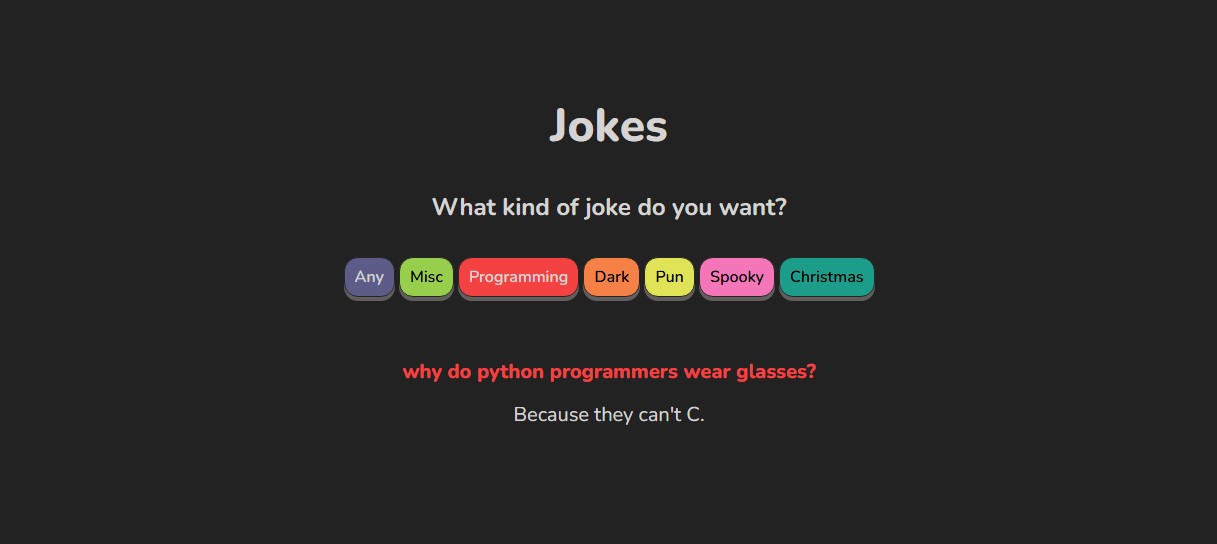 Jokes
What kind of joke do you want?
Any Misc Programming Dark Pun Spooky Christmas
why do python programmers wear glasses?
Because they can't C.